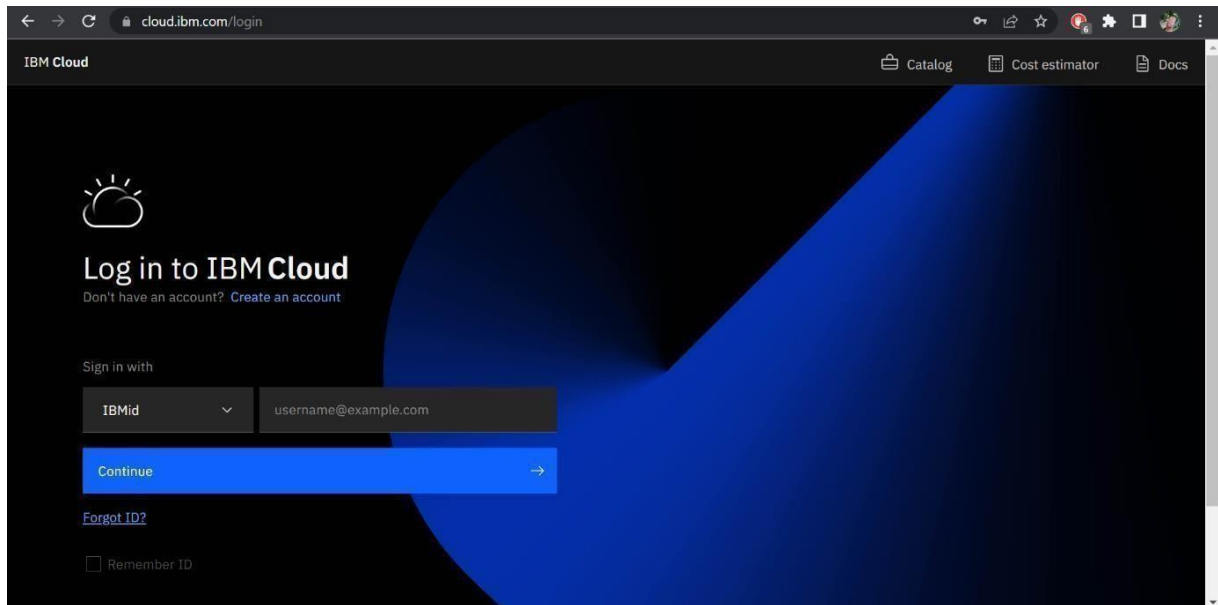 cloud.ibm.com/login
6
IBM Cloud
Catalog
Cost estimator
Docs
Log in to IBM Cloud
Don't have an account? Create an account
Sign in with
IBMid
username@example.com
Continue
Forgot ID?
Remember ID